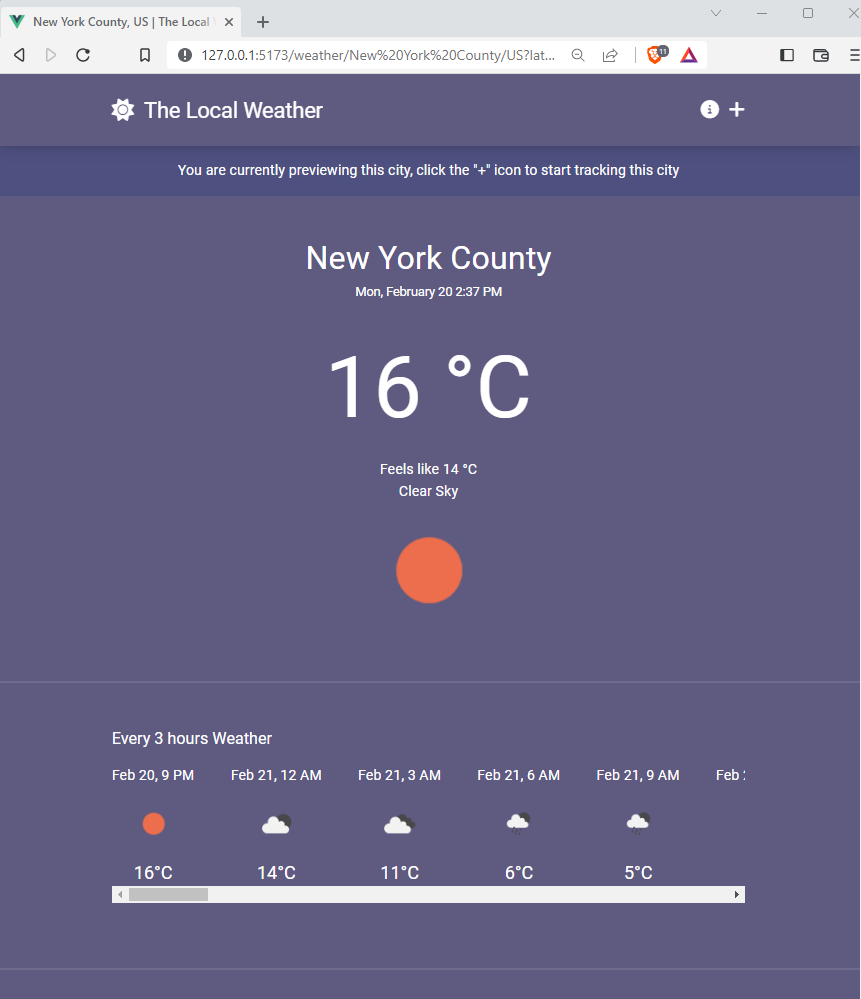 New York County, US | The Local
127.0.0.1:5173/weather/New%20York%20County/US?lat...
11
The Local Weather
You are currently previewing this city, click the "+" icon to start tracking this city
New York County
Mon, February 20 2:37 PM
16 °C
Feels like 14 °C
Clear Sky
Every 3 hours Weather
Feb 20, 9 PM Feb 21, 12 AM Feb 21, 3 AM Feb 21, 6 AM Feb 21, 9 AM Feb
16°C 14°C 11°C 6°C 5°C